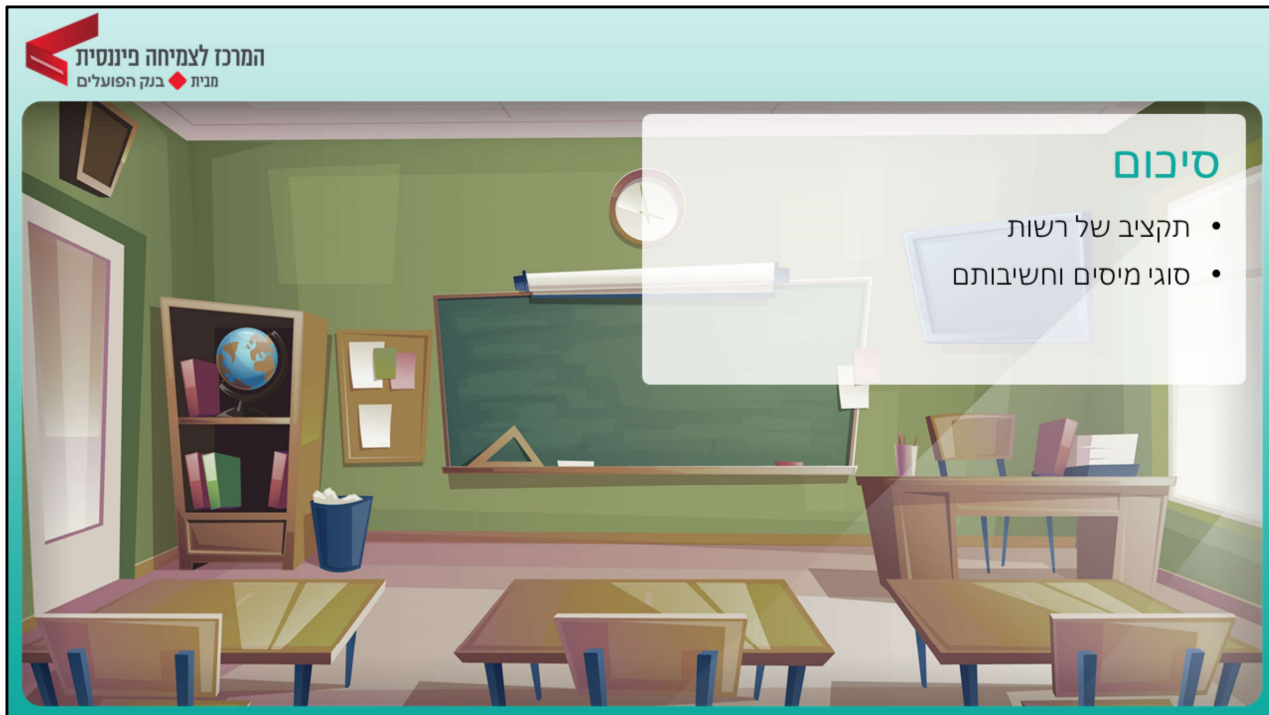 המרכז לצמיחה פיננסית
מבית בנק הפועלים
סיכום
• תקציב של רשות
• סוגי מיסים וחשיבותם